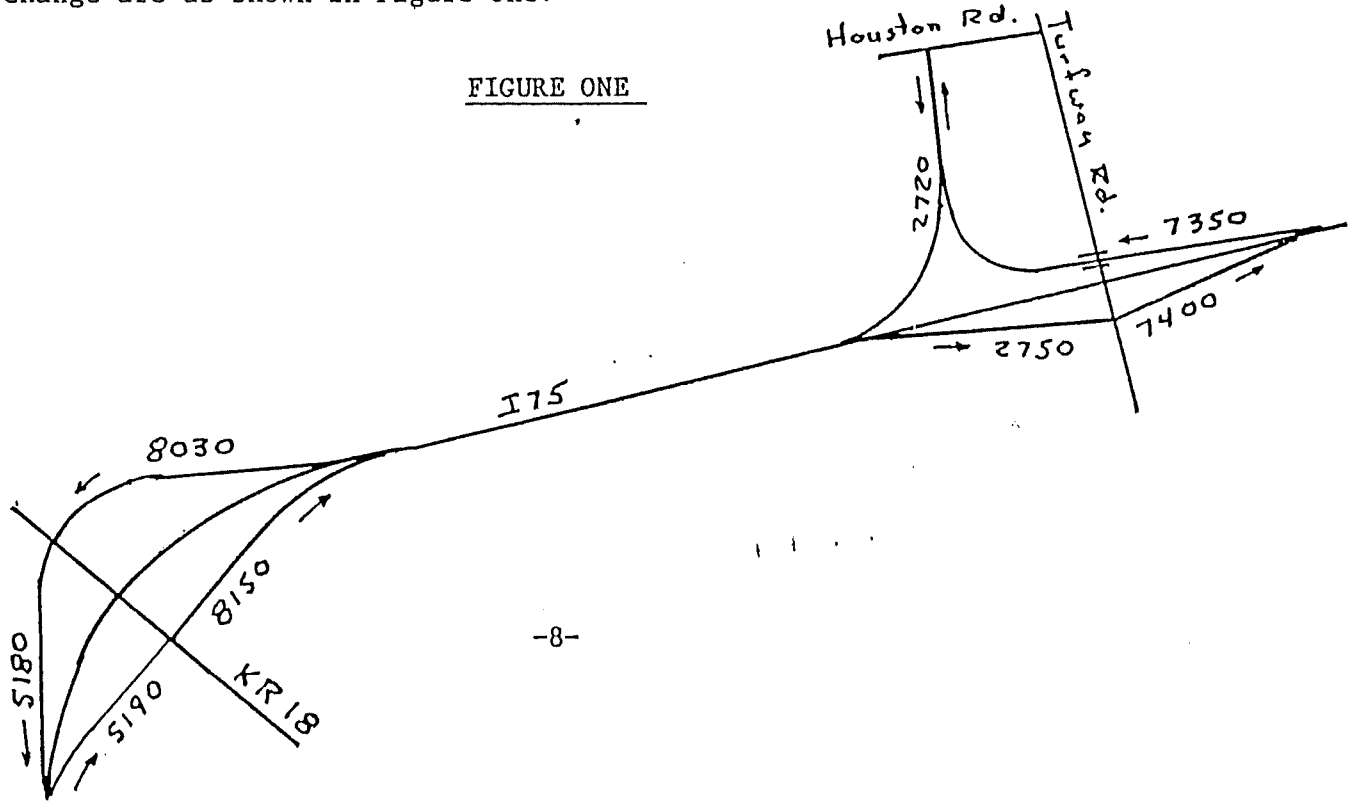 change are as shown in Figure One.
Houston Rd.
Turfway Rd.
FIGURE ONE
2720
7350
7400
2750
I75
8030
8150
5180
5190
KR 18
-8-